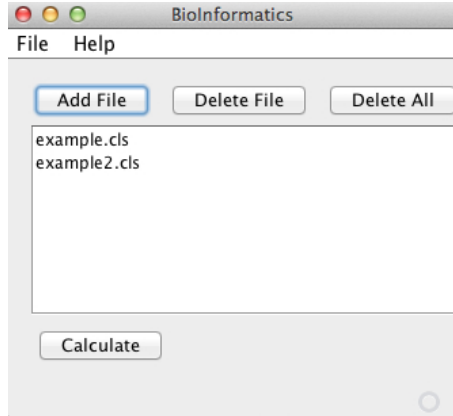 BioInformatics
File Help
Add File Delete File Delete All
example.cls
example2.cls
Calculate